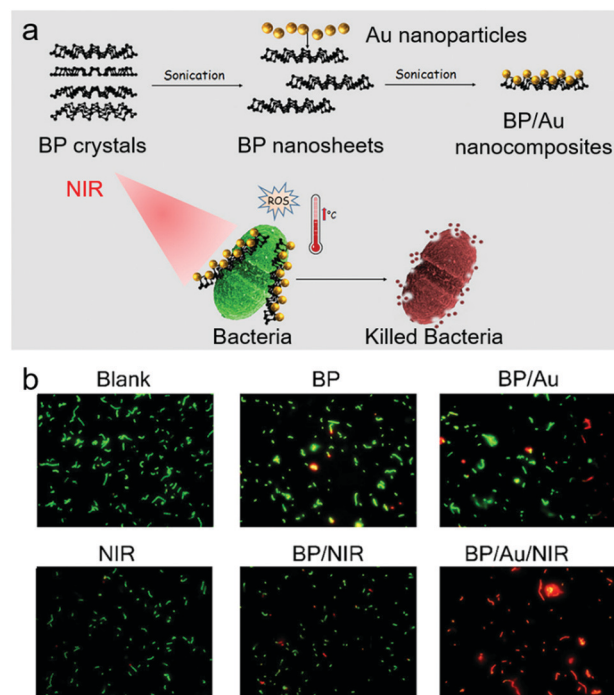 a
Au nanoparticles
Sonication
Sonication
BP crystals
BP nanosheets
BP/Au
nanocomposites
NIR
ROS
°C
Bacteria
Killed Bacteria
b
Blank
BP
BP/Au
NIR
BP/NIR
BP/Au/NIR